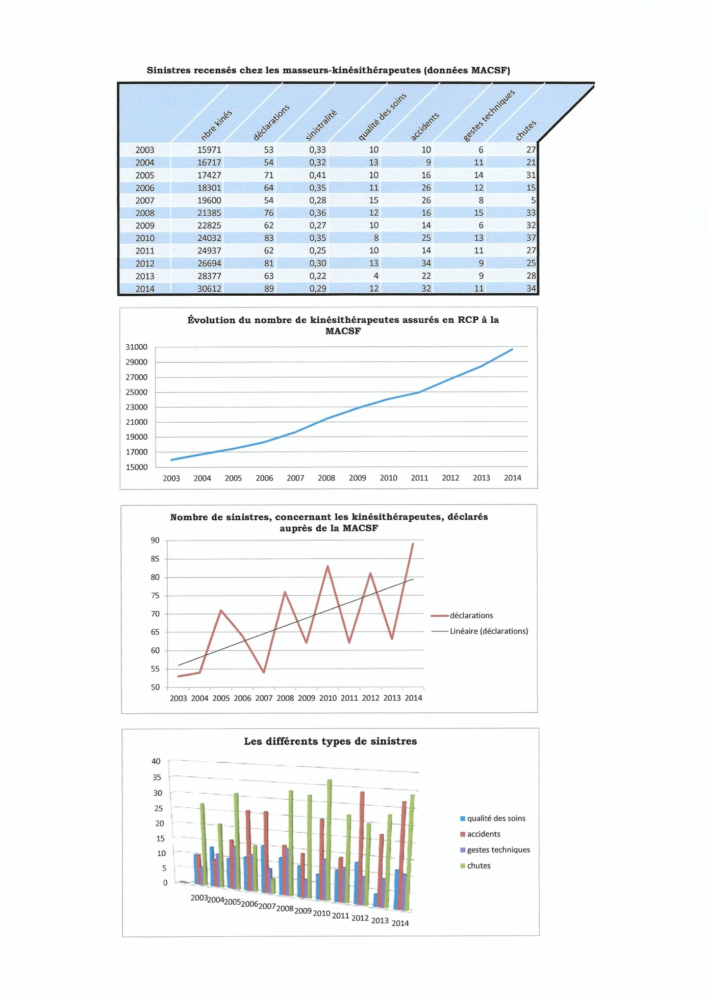 Sinistres recensés chez les masseurs-kinésithérapeutes (données MACSF)
nbre kinés déclarations sinistralité qualité des soins accidents gestes techniques chutes
2003 15971 53 0,33 10 10 6 27
2004 16717 54 0,32 13 9 11 21
2005 17427 71 0,41 10 16 14 31
2006 18301 64 0,35 11 26 12 15
2007 19600 54 0,28 15 26 8 5
2008 21385 76 0,36 12 16 15 33
2009 22825 62 0,27 10 14 6 32
2010 24032 83 0,35 8 25 13 37
2011 24937 62 0,25 10 14 11 27
2012 26694 81 0,30 13 34 9 25
2013 28377 63 0,22 4 22 9 28
2014 30612 89 0,29 12 32 11 34
Évolution du nombre de kinésithérapeutes assurés en RCP à la
MACSF
31000
29000
27000
25000
23000
21000
19000
17000
15000
2003 2004 2005 2006 2007 2008 2009 2010 2011 2012 2013 2014
Nombre de sinistres, concernant les kinésithérapeutes, déclarés
auprès de la MACSF
90
85
80
75
70
65
60
55
50
2003 2004 2005 2006 2007 2008 2009 2010 2011 2012 2013 2014
déclarations
Linéaire (déclarations)
Les différents types de sinistres
40
35
30
25
20
15
10
5
0
2003 2004 2005 2006 2007 2008 2009 2010 2011 2012 2013 2014
qualité des soins
accidents
gestes techniques
chutes